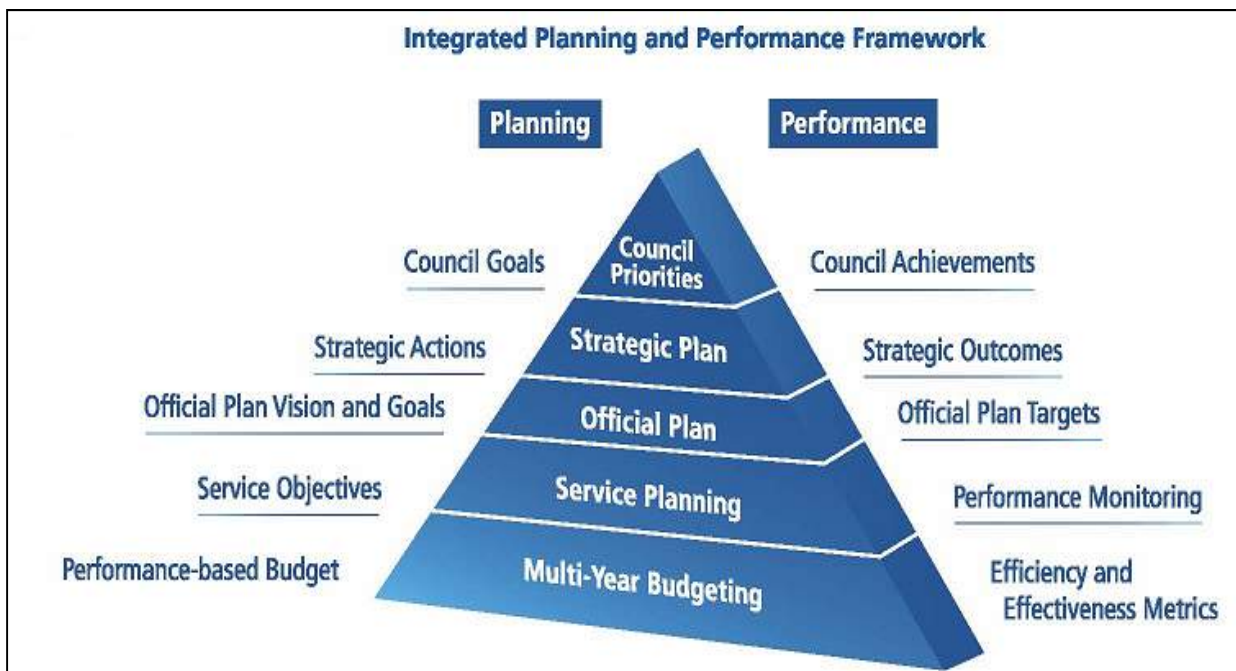 Integrated Planning and Performance Framework
Planning
Performance
Council Goals
Council
Priorities
Council Achievements
Strategic Actions
Strategic Plan
Strategic Outcomes
Official Plan Vision and Goals
Official Plan
Official Plan Targets
Service Objectives
Service Planning
Performance Monitoring
Performance-based Budget
Multi-Year Budgeting
Efficiency and
Effectiveness Metrics